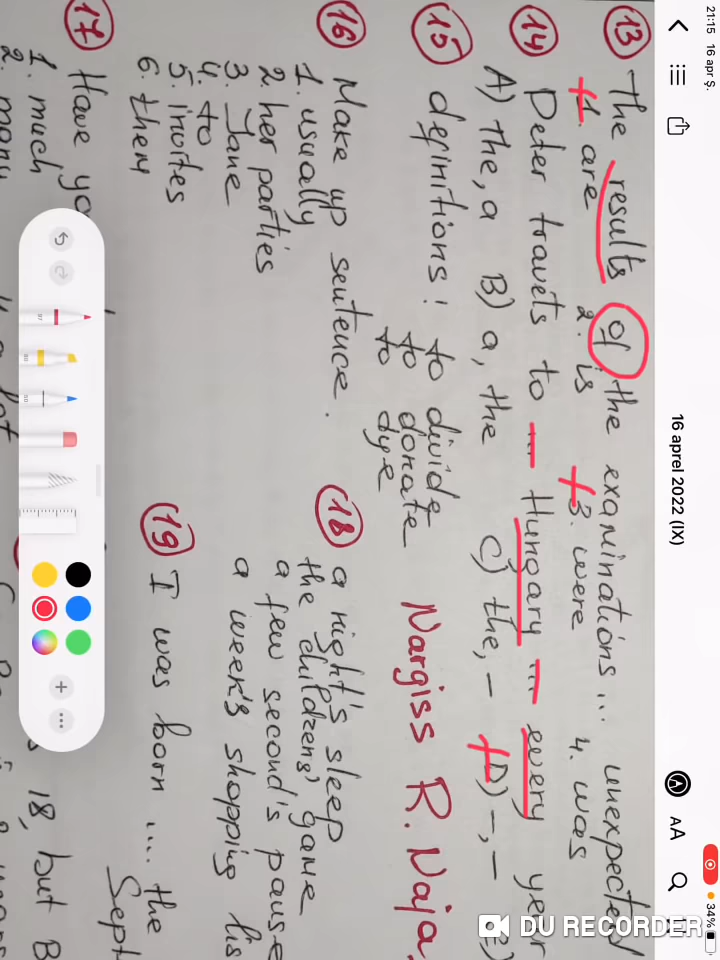 21:15 16 apr Ş.
34%
16 aprel 2022 (IX)
AA
13 The results of the examinations ... unexpected
1. are 2. is 3. were 4. was
14 Peter travels to ... Hungary ... every year
A) the, a B) a, the C) the, – D) –, –
15 definitions: to divide
to donate
to dye
Nargiss R. Naja
16 Make up sentence.
1. usually
2. her parties
3. Jane
4. to
5. invites
6. them
17 Have yo
1. much
2. many
18 a night's sleep
the children's' game
a few second's pause
a week's shopping lis
19 I was born ... the
Sept
18, but B
DU RECORDER